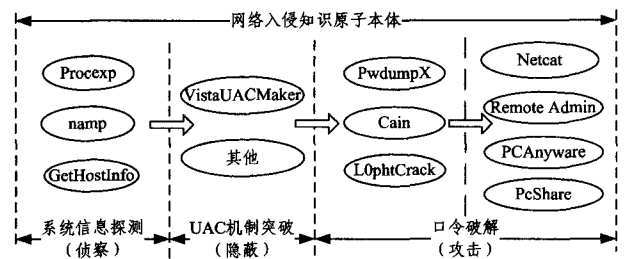 网络入侵知识原子本体
Procexp
namp
GetHostInfo
VistaUACMaker
其他
PwdumpX
Cain
L0phtCrack
Netcat
Remote Admin
PCAnyware
PcShare
系统信息探测
（侦察）
UAC机制突破
（隐蔽）
口令破解
（攻击）